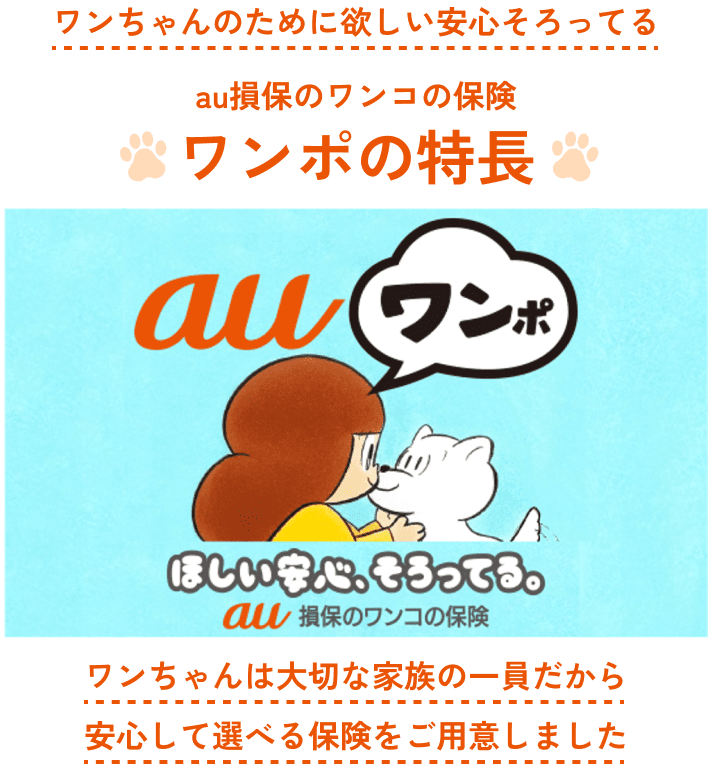 ワンちゃんのために欲しい安心そろってる
au損保のワンコの保険
ワンポの特長
au
ワンポ
ほしい安心、そろってる。
au 損保のワンコの保険
ワンちゃんは大切な家族の一員だから
安心して選べる保険をご用意しました